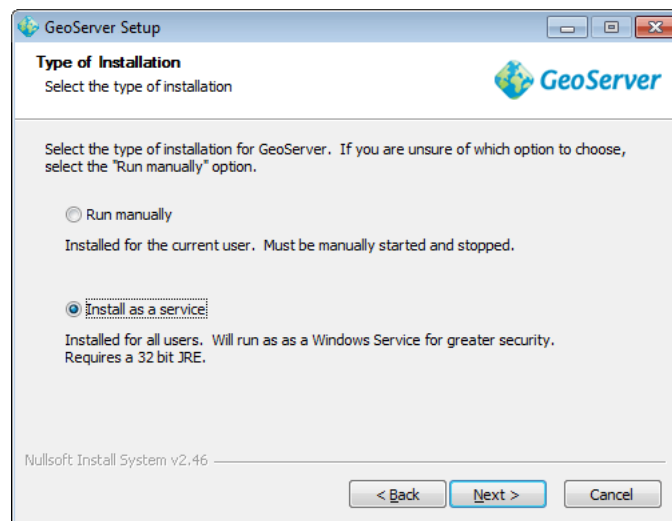 GeoServer Setup
Type of Installation
Select the type of installation
GeoServer
Select the type of installation for GeoServer. If you are unsure of which option to choose,
select the "Run manually" option.
Run manually
Installed for the current user. Must be manually started and stopped.
Install as a service
Installed for all users. Will run as as a Windows Service for greater security.
Requires a 32 bit JRE.
Nullsoft Install System v2.46
< Back
Next >
Cancel